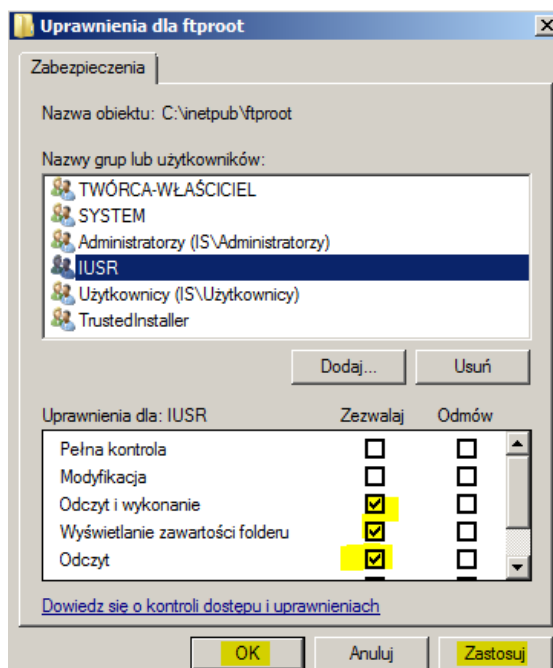 Uprawnienia dla ftproot
Zabezpieczenia
Nazwa obiektu: C:\inetpub\ftproot
Nazwy grup lub użytkowników:
TWÓRCA-WŁAŚCICIEL
SYSTEM
Administratorzy (IS\Administratorzy)
IUSR
Użytkownicy (IS\Użytkownicy)
TrustedInstaller
Dodaj... Usuń
Uprawnienia dla: IUSR Zezwalaj Odmów
Pełna kontrola
Modyfikacja
Odczyt i wykonanie
Wyświetlanie zawartości folderu
Odczyt
Dowiedz się o kontroli dostępu i uprawnieniach
OK Anuluj Zastosuj